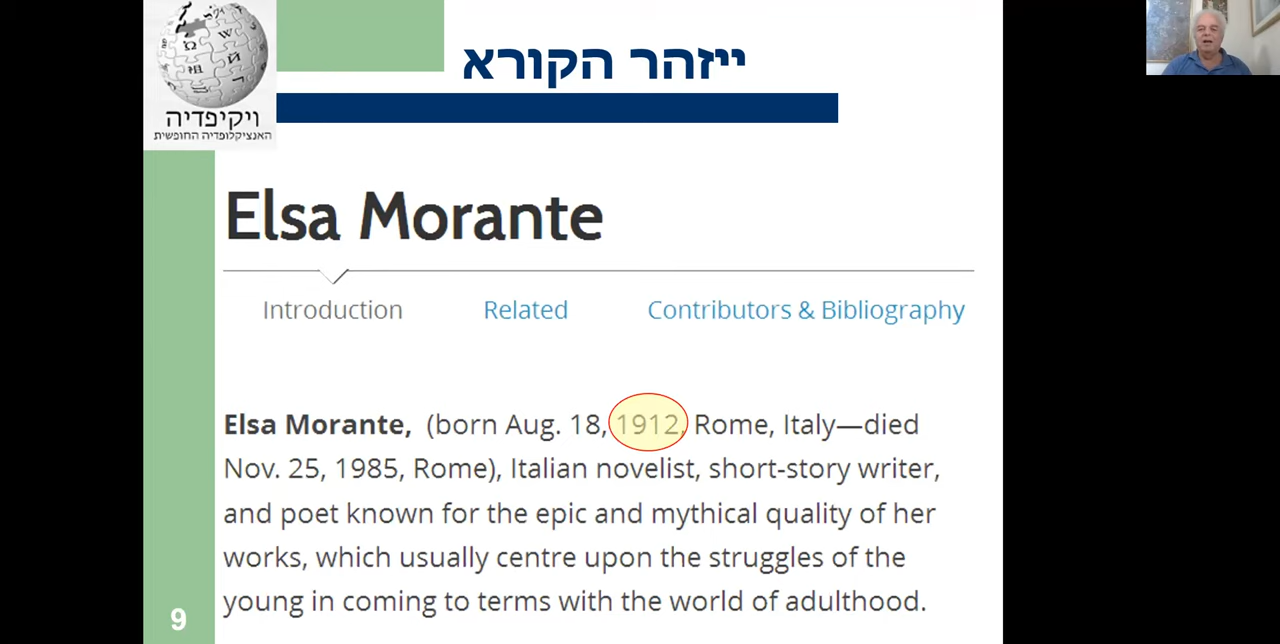 ייזהר הקורא
ויקיפדיה
האנציקלופדיה החופשית
Elsa Morante
Introduction Related Contributors & Bibliography
Elsa Morante, (born Aug. 18, 1912, Rome, Italy—died
Nov. 25, 1985, Rome), Italian novelist, short-story writer,
and poet known for the epic and mythical quality of her
works, which usually centre upon the struggles of the
young in coming to terms with the world of adulthood.
9